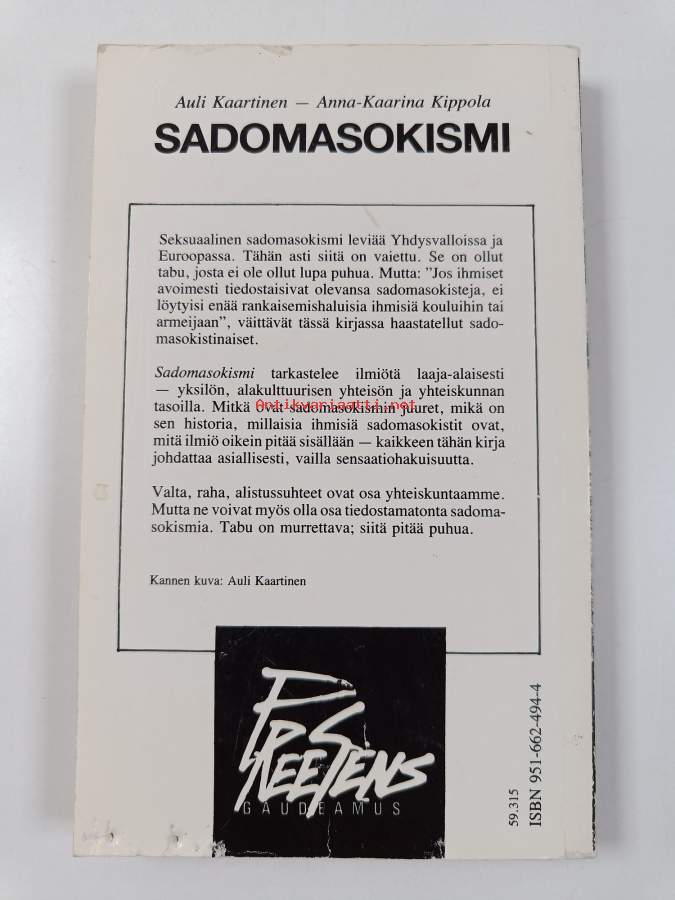 Auli Kaartinen — Anna-Kaarina Kippola
SADOMASOKISMI
Seksuaalinen sadomasokismi leviää Yhdysvalloissa ja
Euroopassa. Tähän asti siitä on vaiettu. Se on ollut
tabu, josta ei ole ollut lupa puhua. Mutta: ”Jos ihmiset
avoimesti tiedostaisivat olevansa sadomasokisteja, ei
löytyisi enää rankaisemishaluisia ihmisiä kouluihin tai
armeijaan”, väittävät tässä kirjassa haastatellut sado-
masokistinaiset.
Sadomasokismi tarkastelee ilmiötä laaja-alaisesti
— yksilön, alakulttuurisen yhteisön ja yhteiskunnan
tasoilla. Mitkä ovat sadomasokismin juuret, mikä on
Antikvariaatti.net
sen historia, millaisia ihmisiä sadomasokistit ovat,
mitä ilmiö oikein pitää sisällään — kaikkeen tähän kirja
johdattaa asiallisesti, vailla sensaatiohakuisuutta.
Valta, raha, alistussuhteet ovat osa yhteiskuntaamme.
Mutta ne voivat myös olla osa tiedostamatonta sadoma-
sokismia. Tabu on murrettava; siitä pitää puhua.
Kannen kuva: Auli Kaartinen
PREESENS
GAUDEAMUS
59.315
ISBN 951-662-494-4